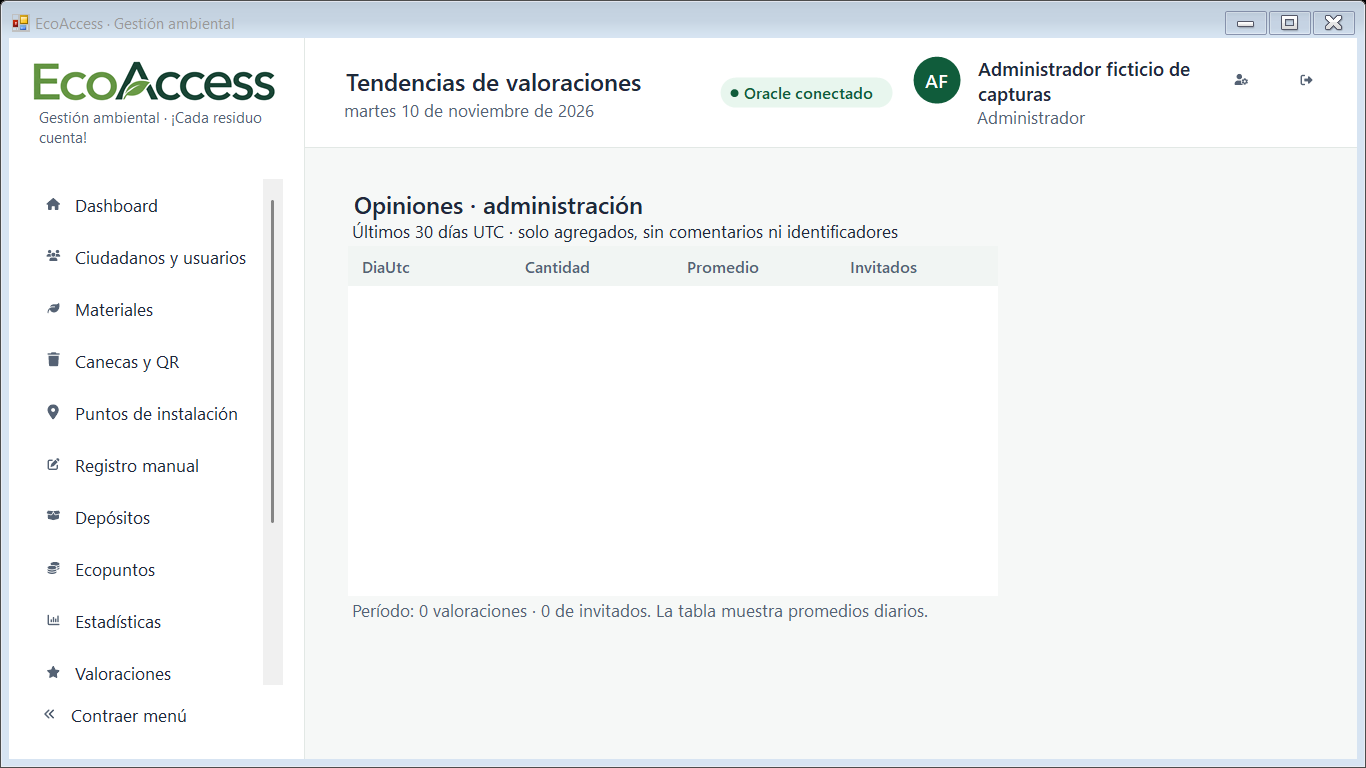 EcoAccess · Gestión ambiental
EcoAccess
Gestión ambiental · ¡Cada residuo
cuenta!
Dashboard
Ciudadanos y usuarios
Materiales
Canecas y QR
Puntos de instalación
Registro manual
Depósitos
Ecopuntos
Estadísticas
Valoraciones
Contraer menú
Tendencias de valoraciones
martes 10 de noviembre de 2026
Oracle conectado
AF
Administrador ficticio de
capturas
Administrador
Opiniones · administración
Últimos 30 días UTC · solo agregados, sin comentarios ni identificadores
DiaUtc Cantidad Promedio Invitados
Período: 0 valoraciones · 0 de invitados. La tabla muestra promedios diarios.